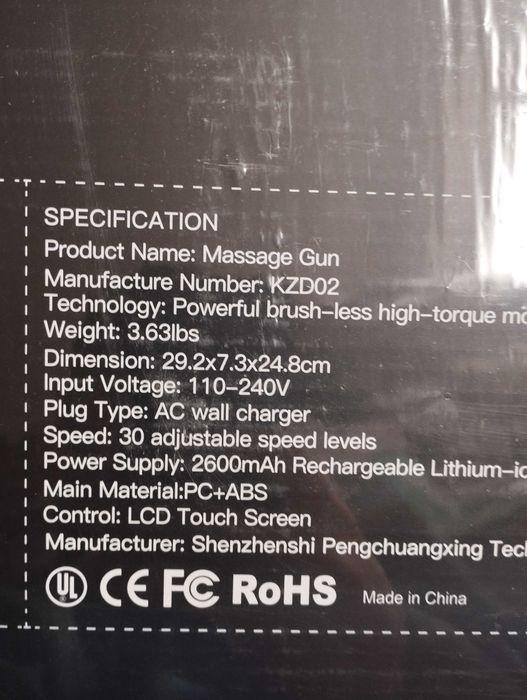 SPECIFICATION
Product Name: Massage Gun
Manufacture Number: KZD02
Technology: Powerful brush-less high-torque
Weight: 3.63lbs
Dimension: 29.2x7.3x24.8cm
Input Voltage: 110-240V
Plug Type: AC wall charger
Speed: 30 adjustable speed levels
Power Supply: 2600mAh Rechargeable
Main Material:PC+ABS
Control: LCD Touch Screen
Manufacturer: Shenzhenshi Pengchuangxing
UL CE FC RoHS Made in China